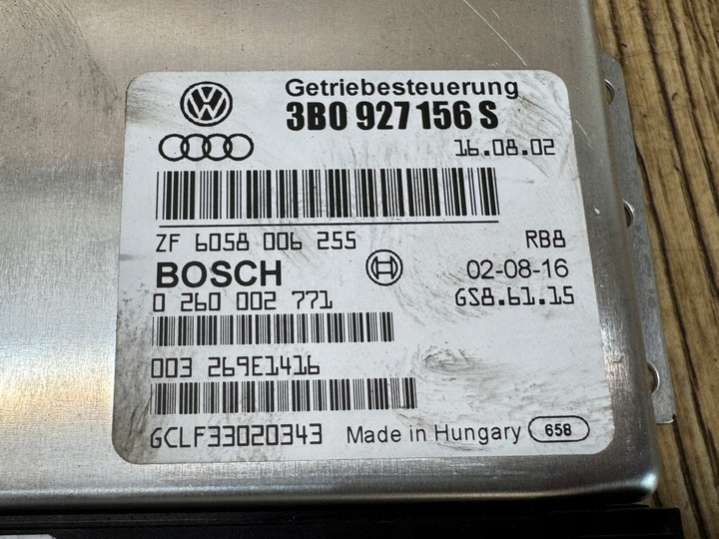 Getriebesteuerung
3B0 927 156 S
16.08.02
ZF 6058 006 255 RB8
BOSCH 02-08-16
0 260 002 771 GS8.61.15
003 269E1416
GCLF33020343 Made in Hungary 658